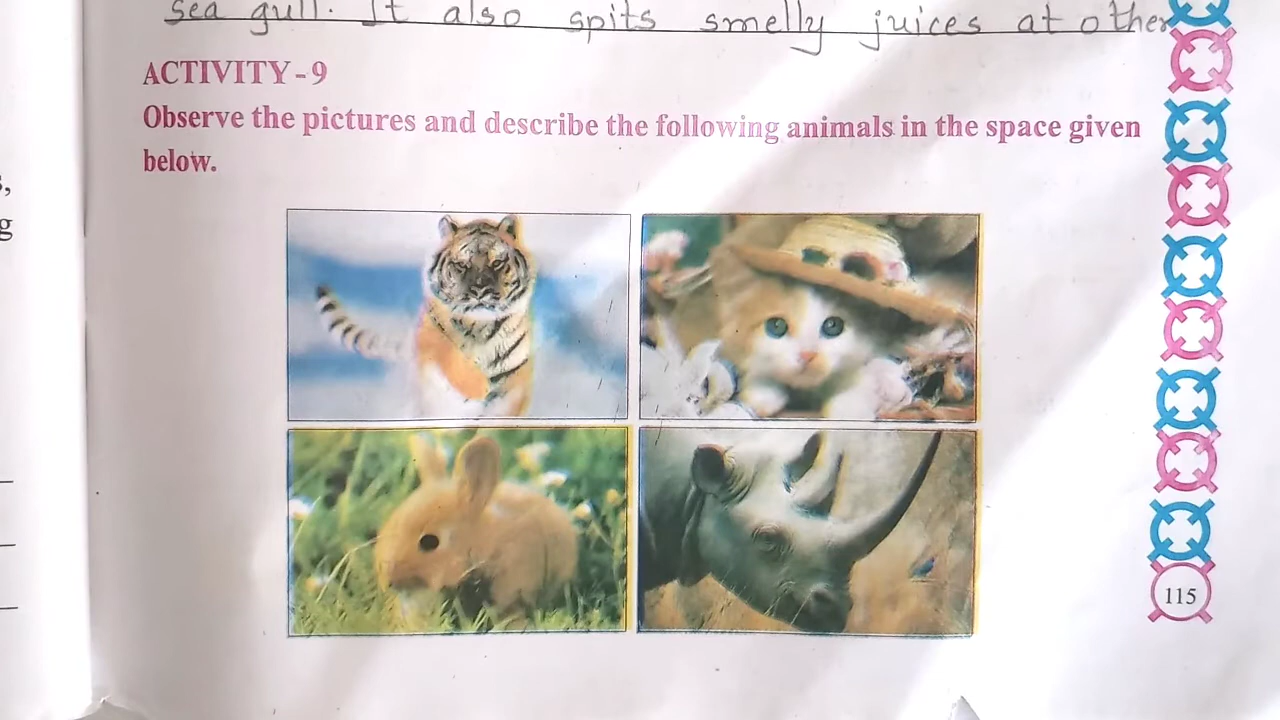 sea gull. It also spits smelly juices at other
ACTIVITY - 9
Observe the pictures and describe the following animals in the space given
below.
s,
g
115